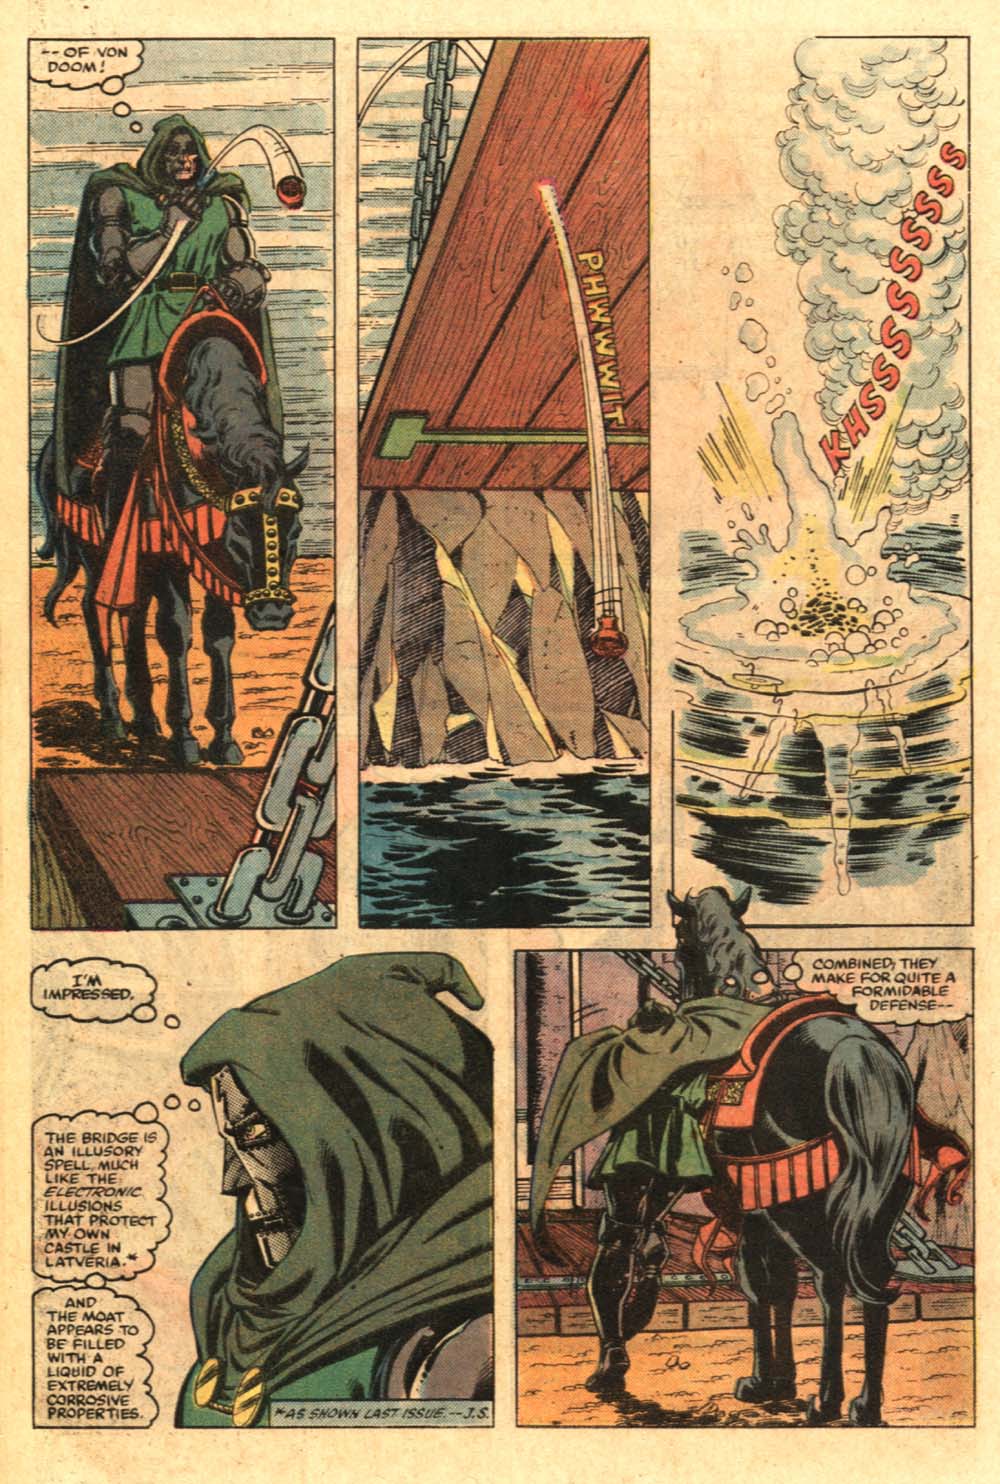 -- OF VON
DOOM!
PHWWWIT
KHSSSSSSSSSSS
I'M
IMPRESSED.
THE BRIDGE IS
AN ILLUSORY
SPELL, MUCH
LIKE THE
ELECTRONIC
ILLUSIONS
THAT PROTECT
MY OWN
CASTLE IN
LATVERIA.*
AND
THE MOAT
APPEARS TO
BE FILLED
WITH A
LIQUID OF
EXTREMELY
CORROSIVE
PROPERTIES.
*AS SHOWN LAST ISSUE. -- J.S.
COMBINED, THEY
MAKE FOR QUITE A
FORMIDABLE
DEFENSE--